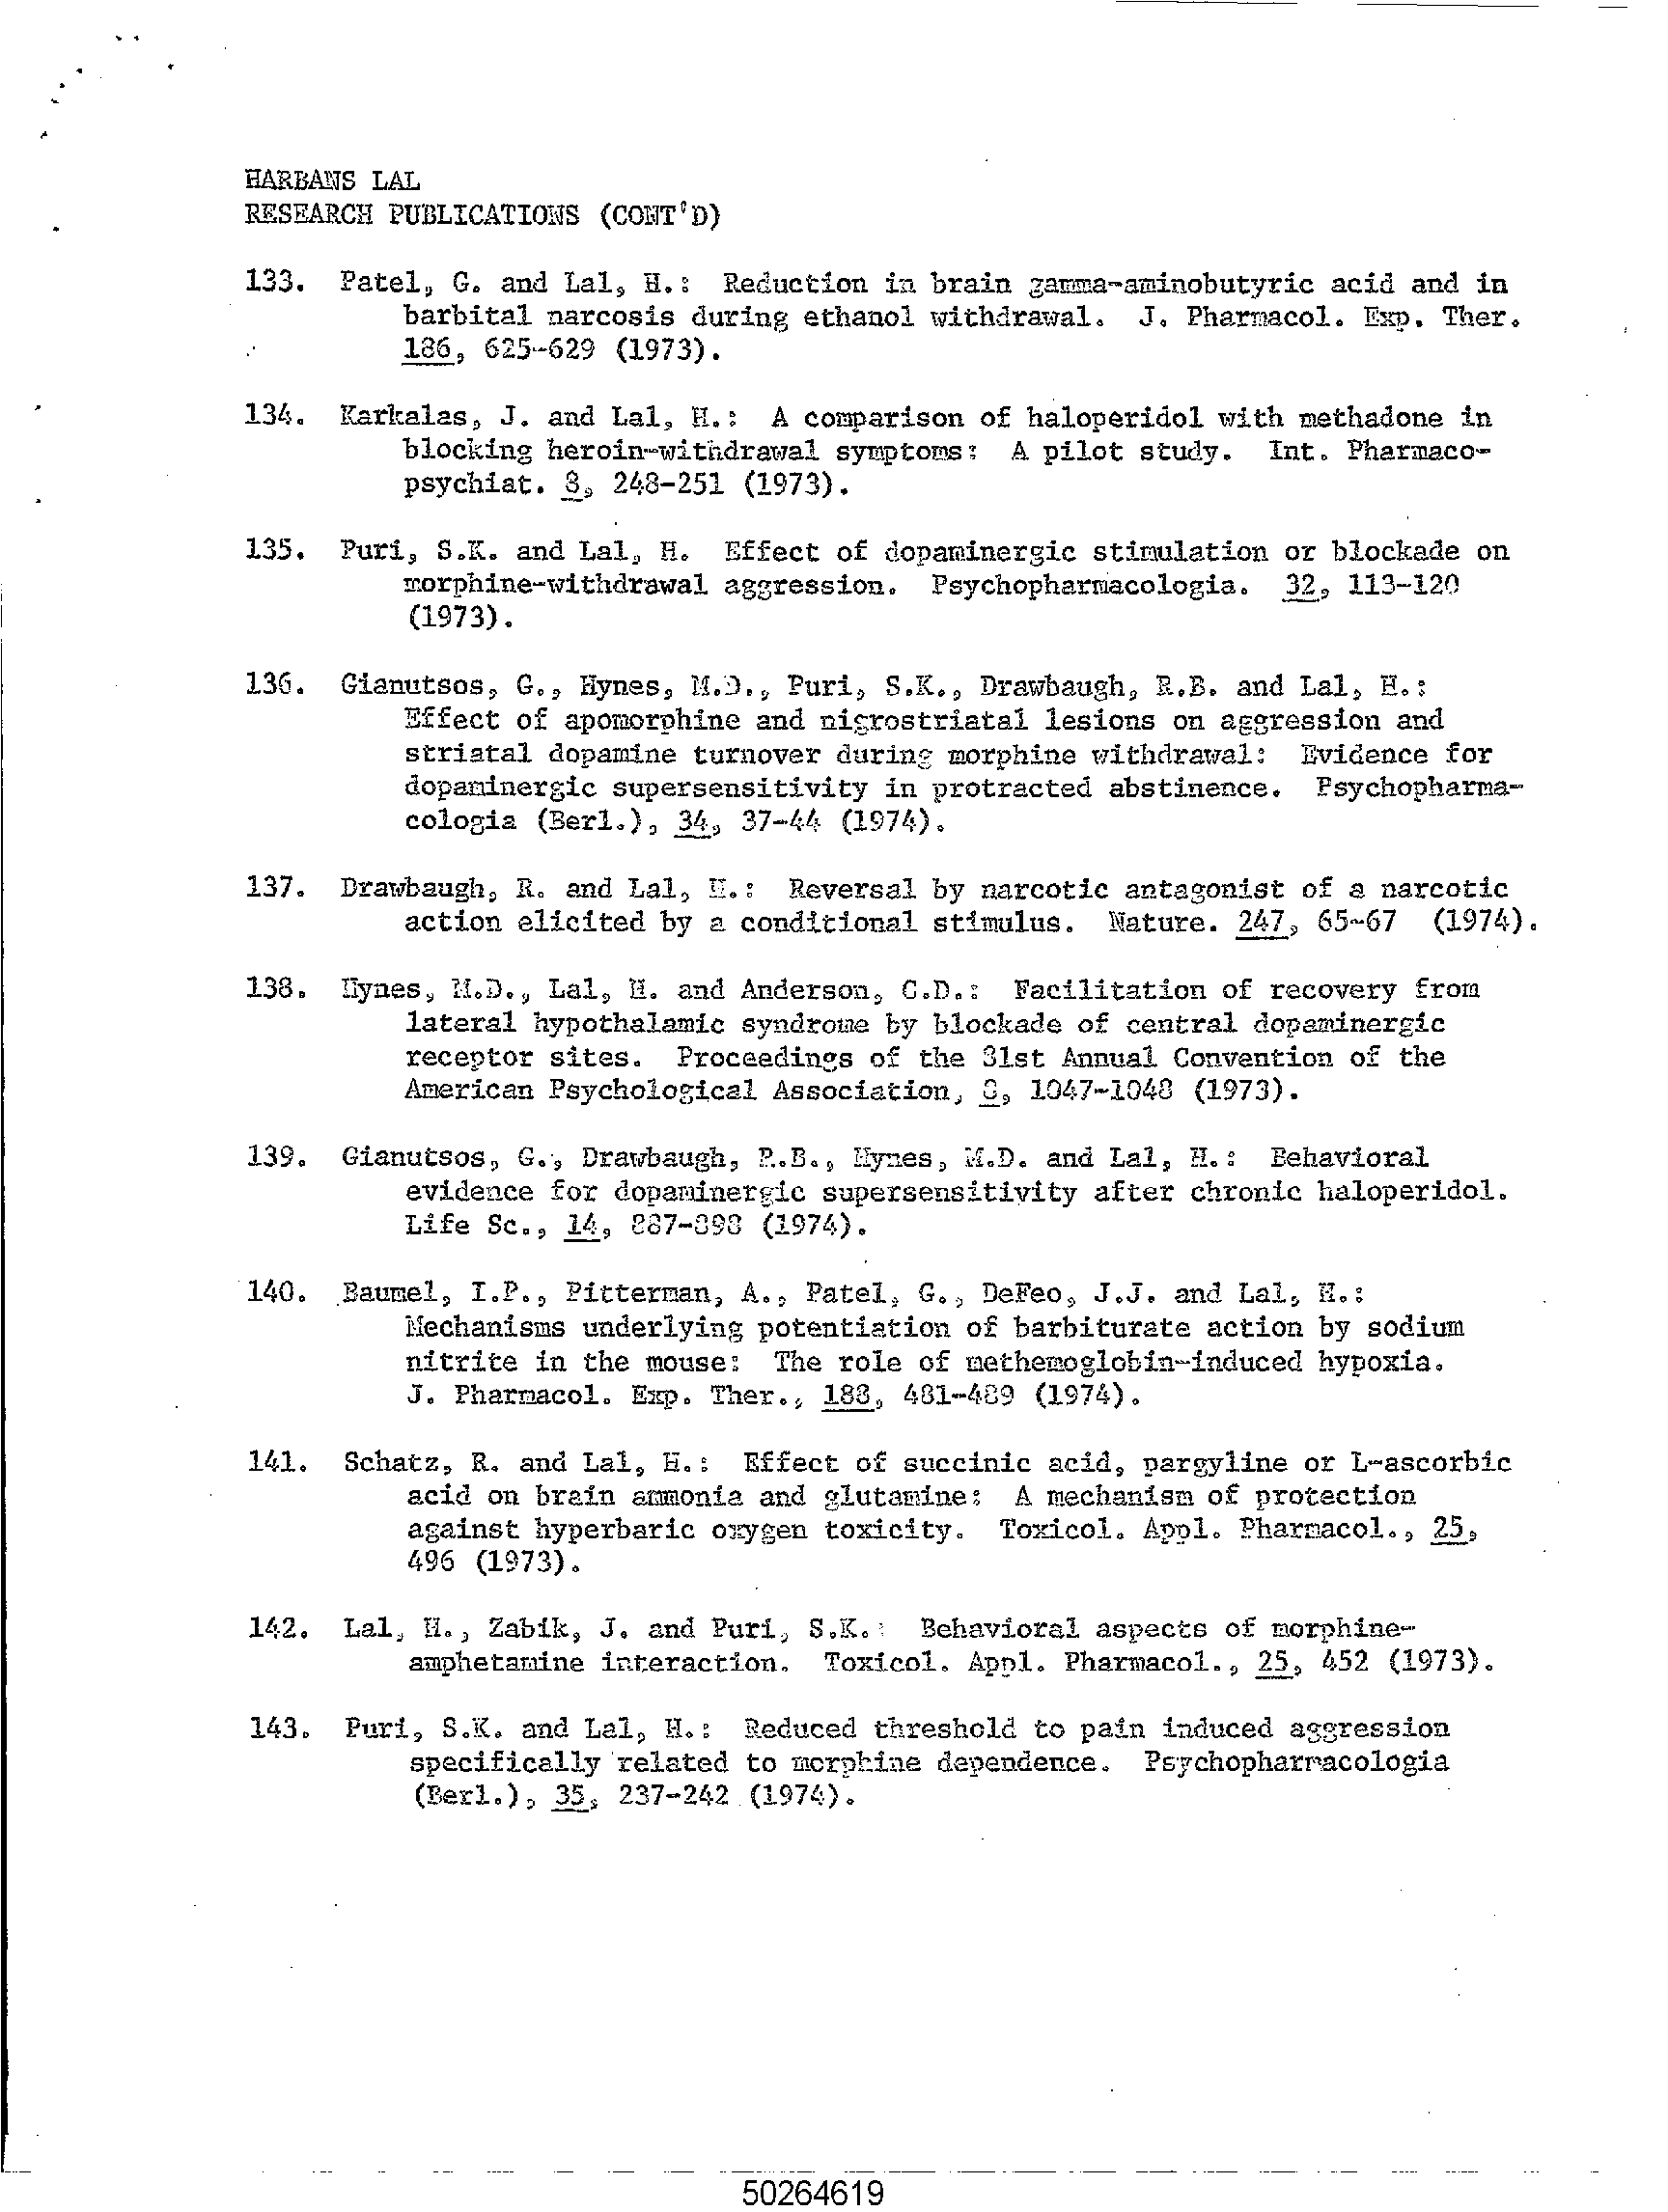 HARBANS LAL
RESEARCH PUBLICATIONS (CONT'D)
133. Patel, G. and Lal, H.: Reduction in brain gamma-aminobutyric acid and in
barbital narcosis during ethanol withdrawal. J. Pharmacol. Exp. Ther.
186, 625-629 (1973).
134. Karkalas, J. and Lal, H.: A comparison of haloperidol with methadone in
blocking heroin-withdrawal symptoms: A pilot study. Int. Pharmaco-
psychiat. 8, 248-251 (1973).
135. Puri, S.K. and Lal, H. Effect of dopaminergic stimulation or blockade on
morphine-withdrawal aggression. Psychopharmacologia. 32, 113-120
(1973).
136. Gianutsos, G., Hynes, M.D., Puri, S.K., Drawbaugh, R.B. and Lal, H.:
Effect of apomorphine and nigrostriatal lesions on aggression and
striatal dopamine turnover during morphine withdrawal: Evidence for
dopaminergic supersensitivity in protracted abstinence. Psychopharma-
cologia (Berl.), 34, 37-44 (1974).
137. Drawbaugh, R. and Lal, H.: Reversal by narcotic antagonist of a narcotic
action elicited by a conditional stimulus. Nature. 247, 65-67 (1974).
138. Hynes, M.D., Lal, H. and Anderson, C.D.: Facilitation of recovery from
lateral hypothalamic syndrome by blockade of central dopaminergic
receptor sites. Proceedings of the 31st Annual Convention of the
American Psychological Association, 8, 1047-1048 (1973).
139. Gianutsos, G., Drawbaugh, R.B., Hynes, M.D. and Lal, H.: Behavioral
evidence for dopaminergic supersensitivity after chronic haloperidol.
Life Sc., 14, 887-898 (1974).
140. Baumel, I.P., Pitterman, A., Patel, G., DeFeo, J.J. and Lal, H.:
Mechanisms underlying potentiation of barbiturate action by sodium
nitrite in the mouse: The role of methemoglobin-induced hypoxia.
J. Pharmacol. Exp. Ther., 188, 481-489 (1974).
141. Schatz, R. and Lal, H.: Effect of succinic acid, pargyline or L-ascorbic
acid on brain ammonia and glutamine: A mechanism of protection
against hyperbaric oxygen toxicity. Toxicol. Appl. Pharmacol., 25,
496 (1973).
142. Lal, H., Zabik, J. and Puri, S.K.: Behavioral aspects of morphine-
amphetamine interaction. Toxicol. Appl. Pharmacol., 25, 452 (1973).
143. Puri, S.K. and Lal, H.: Reduced threshold to pain induced aggression
specifically related to morphine dependence. Psychopharmacologia
(Berl.), 35, 237-242 (1974).
50264619